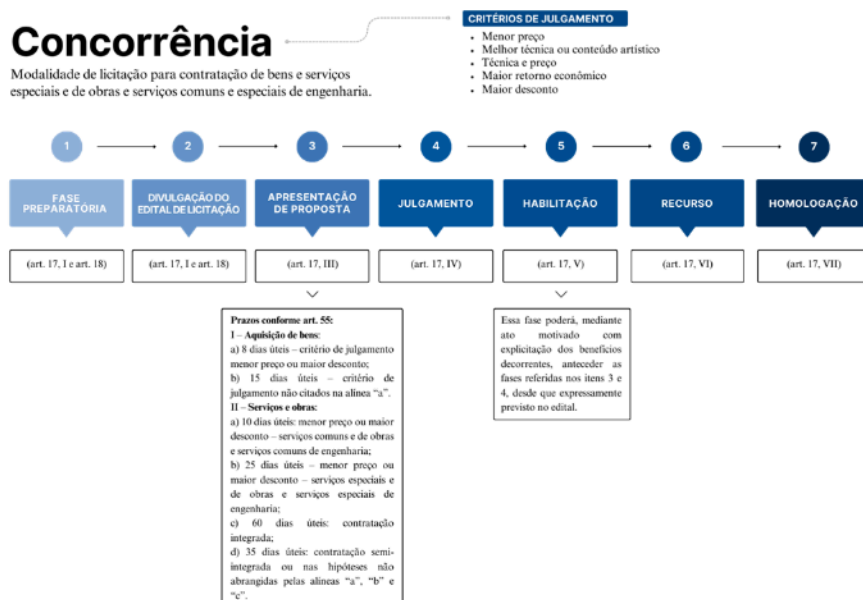 Concorrência
Modalidade de licitação para contratação de bens e serviços
especiais e de obras e serviços comuns e especiais de engenharia.
CRITÉRIOS DE JULGAMENTO
• Menor preço
• Melhor técnica ou conteúdo artístico
• Técnica e preço
• Maior retorno econômico
• Maior desconto
1
2
3
4
5
6
7
FASE
PREPARATÓRIA
DIVULGAÇÃO DO
EDITAL DE LICITAÇÃO
APRESENTAÇÃO
DE PROPOSTA
JULGAMENTO
HABILITAÇÃO
RECURSO
HOMOLOGAÇÃO
(art. 17, I e art. 18)
(art. 17, I e art. 18)
(art. 17, III)
(art. 17, IV)
(art. 17, V)
(art. 17, VI)
(art. 17, VII)
Prazos conforme art. 55:
I – Aquisição de bens:
a) 8 dias úteis – critério de julgamento
menor preço ou maior desconto;
b) 15 dias úteis – critério de
julgamento não citados na alínea “a”.
II – Serviços e obras:
a) 10 dias úteis: menor preço ou maior
desconto – serviços comuns e de obras
e serviços comuns de engenharia;
b) 25 dias úteis – menor preço ou
maior desconto – serviços especiais e
de obras e serviços especiais de
engenharia;
c) 60 dias úteis: contratação
integrada;
d) 35 dias úteis: contratação semi-
integrada ou nas hipóteses não
abrangidas pelas alíneas “a”, “b” e
“c”.
Essa fase poderá, mediante
ato motivado com
explicitação dos benefícios
decorrentes, anteceder as
fases referidas nos itens 3 e
4, desde que expressamente
previsto no edital.